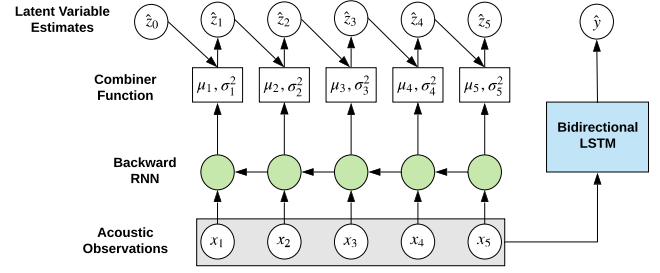 Latent Variable
Estimates
ẑ₀ ẑ₁ ẑ₂ ẑ₃ ẑ₄ ẑ₅ ŷ
Combiner
Function
μ₁, σ₁² μ₂, σ₂² μ₃, σ₃² μ₄, σ₄² μ₅, σ₅²
Bidirectional
LSTM
Backward
RNN
Acoustic
Observations
x₁ x₂ x₃ x₄ x₅